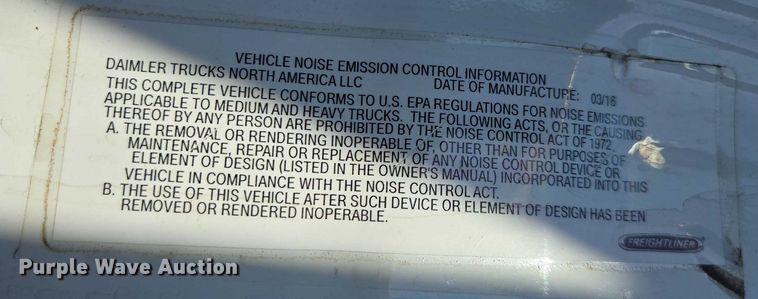 VEHICLE NOISE EMISSION CONTROL INFORMATION
DAIMLER TRUCKS NORTH AMERICA LLC DATE OF MANUFACTURE: 03/16
THIS COMPLETE VEHICLE CONFORMS TO U.S. EPA REGULATIONS FOR NOISE EMISSIONS
APPLICABLE TO MEDIUM AND HEAVY TRUCKS. THE FOLLOWING ACTS, OR THE CAUSING
THEREOF BY ANY PERSON ARE PROHIBITED BY THE NOISE CONTROL ACT OF 1972.
A. THE REMOVAL OR RENDERING INOPERABLE OF, OTHER THAN FOR PURPOSES OF
MAINTENANCE, REPAIR OR REPLACEMENT, OF ANY NOISE CONTROL DEVICE OR
ELEMENT OF DESIGN (LISTED IN THE OWNER'S MANUAL) INCORPORATED INTO THIS
VEHICLE IN COMPLIANCE WITH THE NOISE CONTROL ACT.
B. THE USE OF THIS VEHICLE AFTER SUCH DEVICE OR ELEMENT OF DESIGN HAS BEEN
REMOVED OR RENDERED INOPERABLE.
FREIGHTLINER
Purple Wave Auction